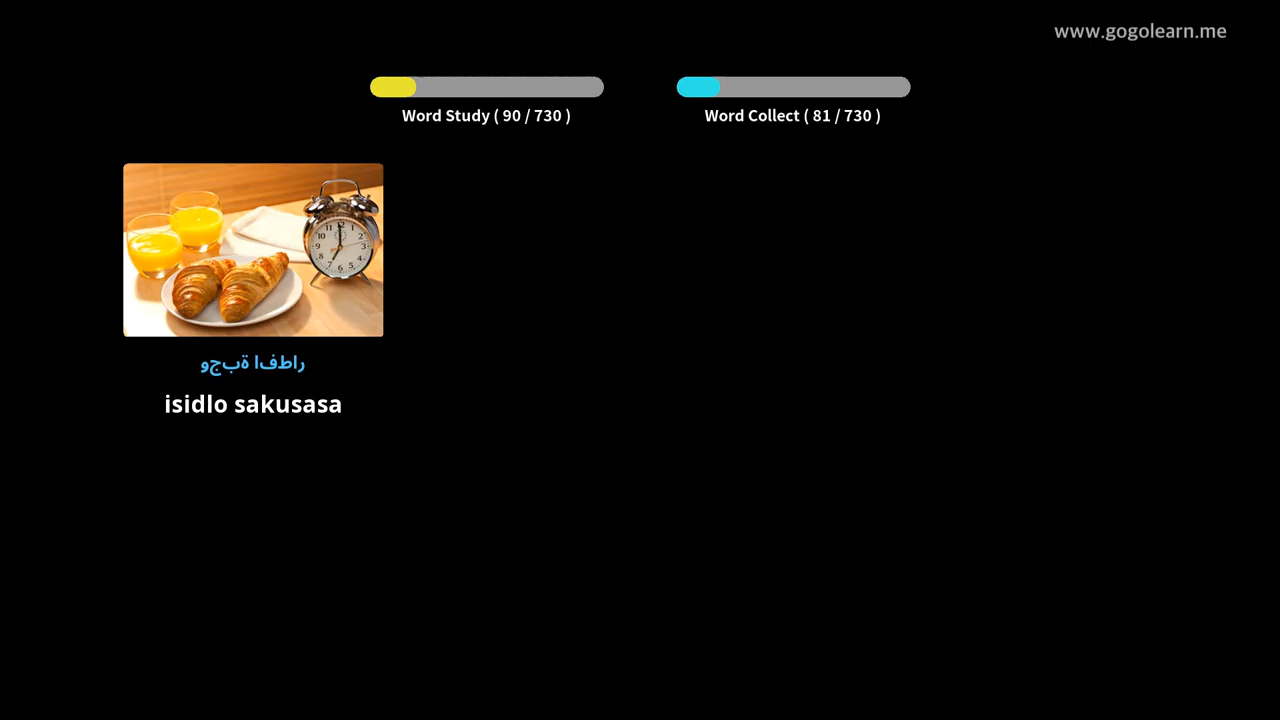 www.gogolearn.me
Word Study ( 90 / 730 )
Word Collect ( 81 / 730 )
وجبة افطار
isidlo sakusasa